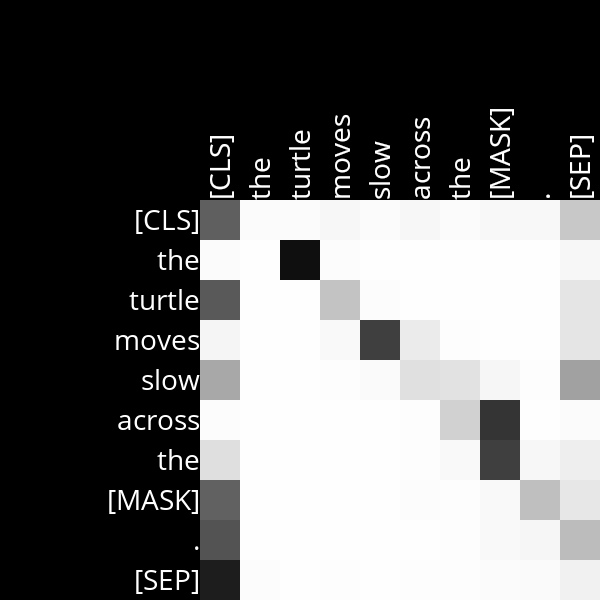 [CLS]
the
turtle
moves
slow
across
the
[MASK]
.
[SEP]
[CLS]
the
turtle
moves
slow
across
the
[MASK]
.
[SEP]